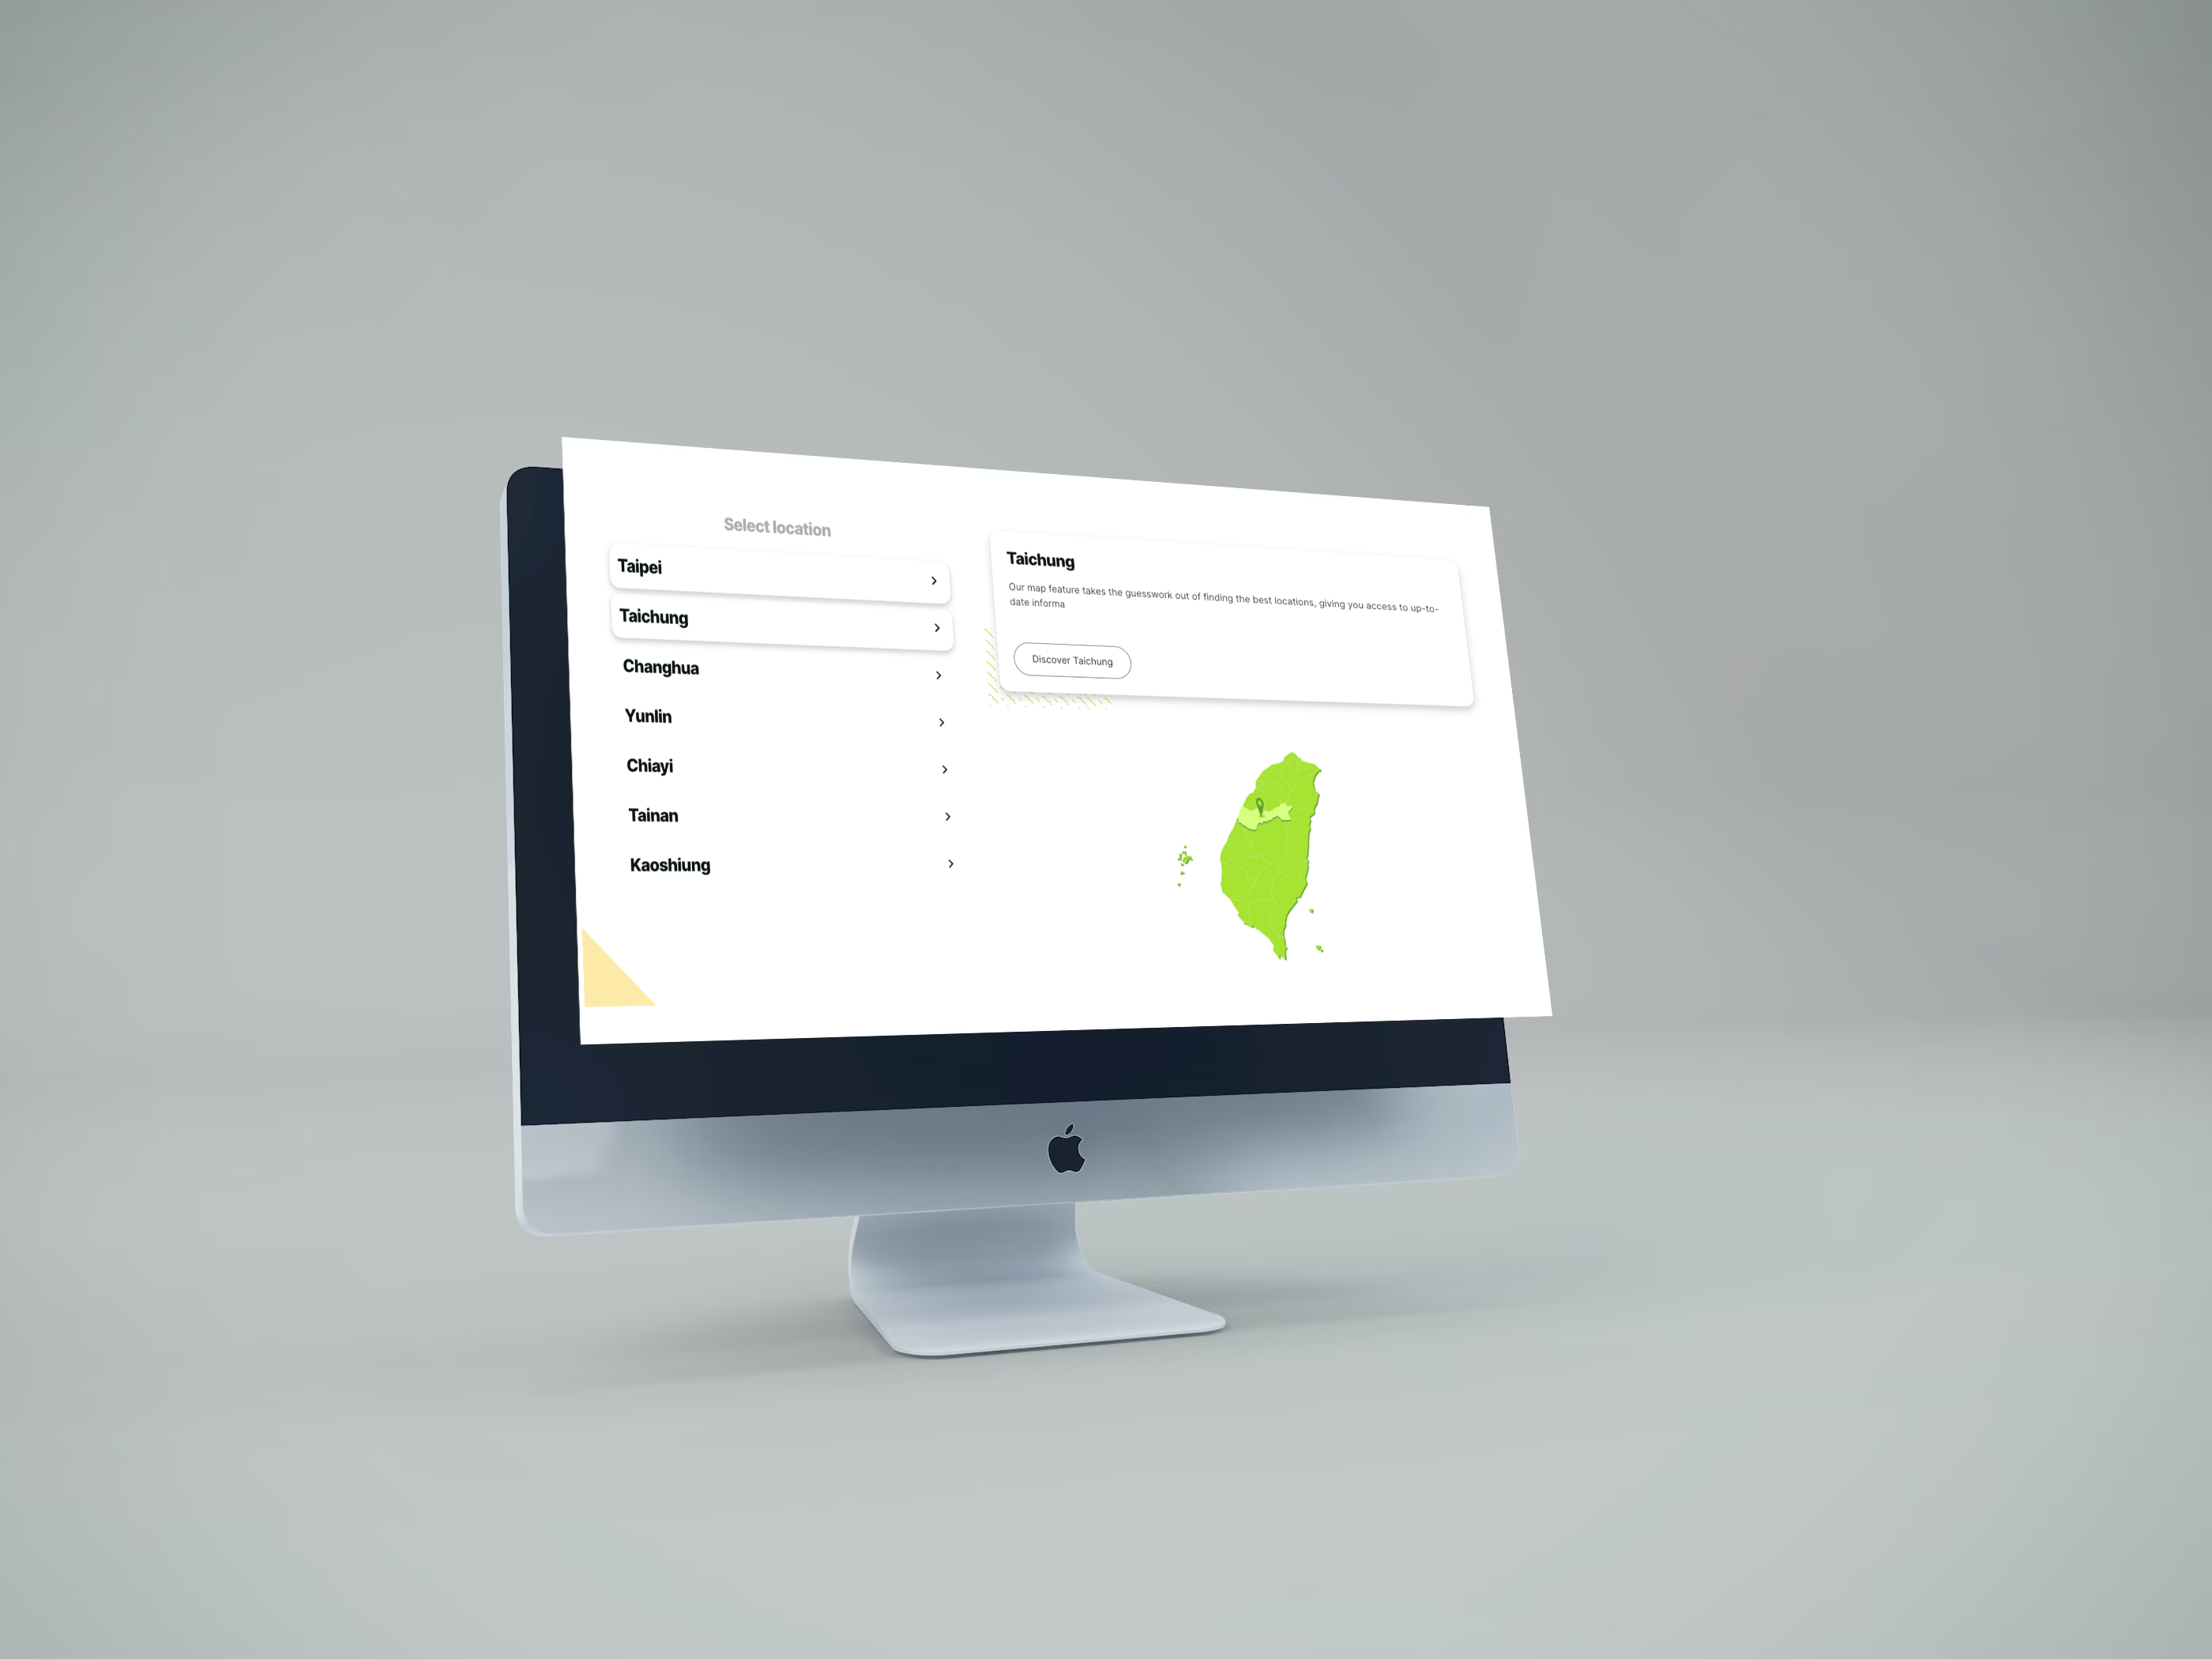 Select location
Taipei
Taichung
Changhua
Yunlin
Chiayi
Tainan
Kaoshiung
Taichung
Our map feature takes the guesswork out of finding the best locations, giving you access to up-to-
date informa
Discover Taichung